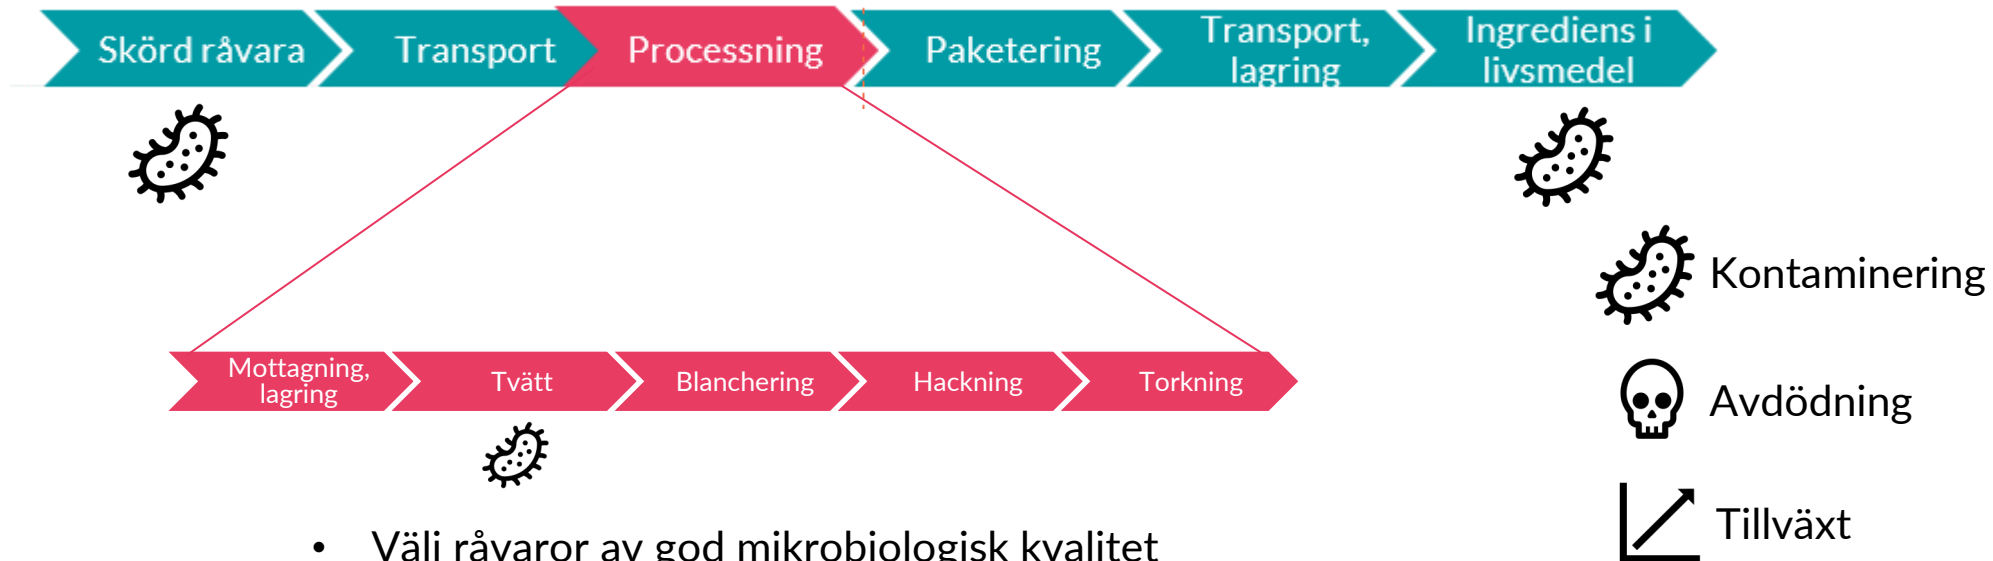 Skörd råvara
Transport
Processning
Paketering
Transport,
lagring
Ingrediens i
livsmedel
Kontaminering
Mottagning,
lagring
Tvätt
Blanchering
Hackning
Torkning
Avdödning
Tillväxt
• Välj råvaror av god mikrobiologisk kvalitet